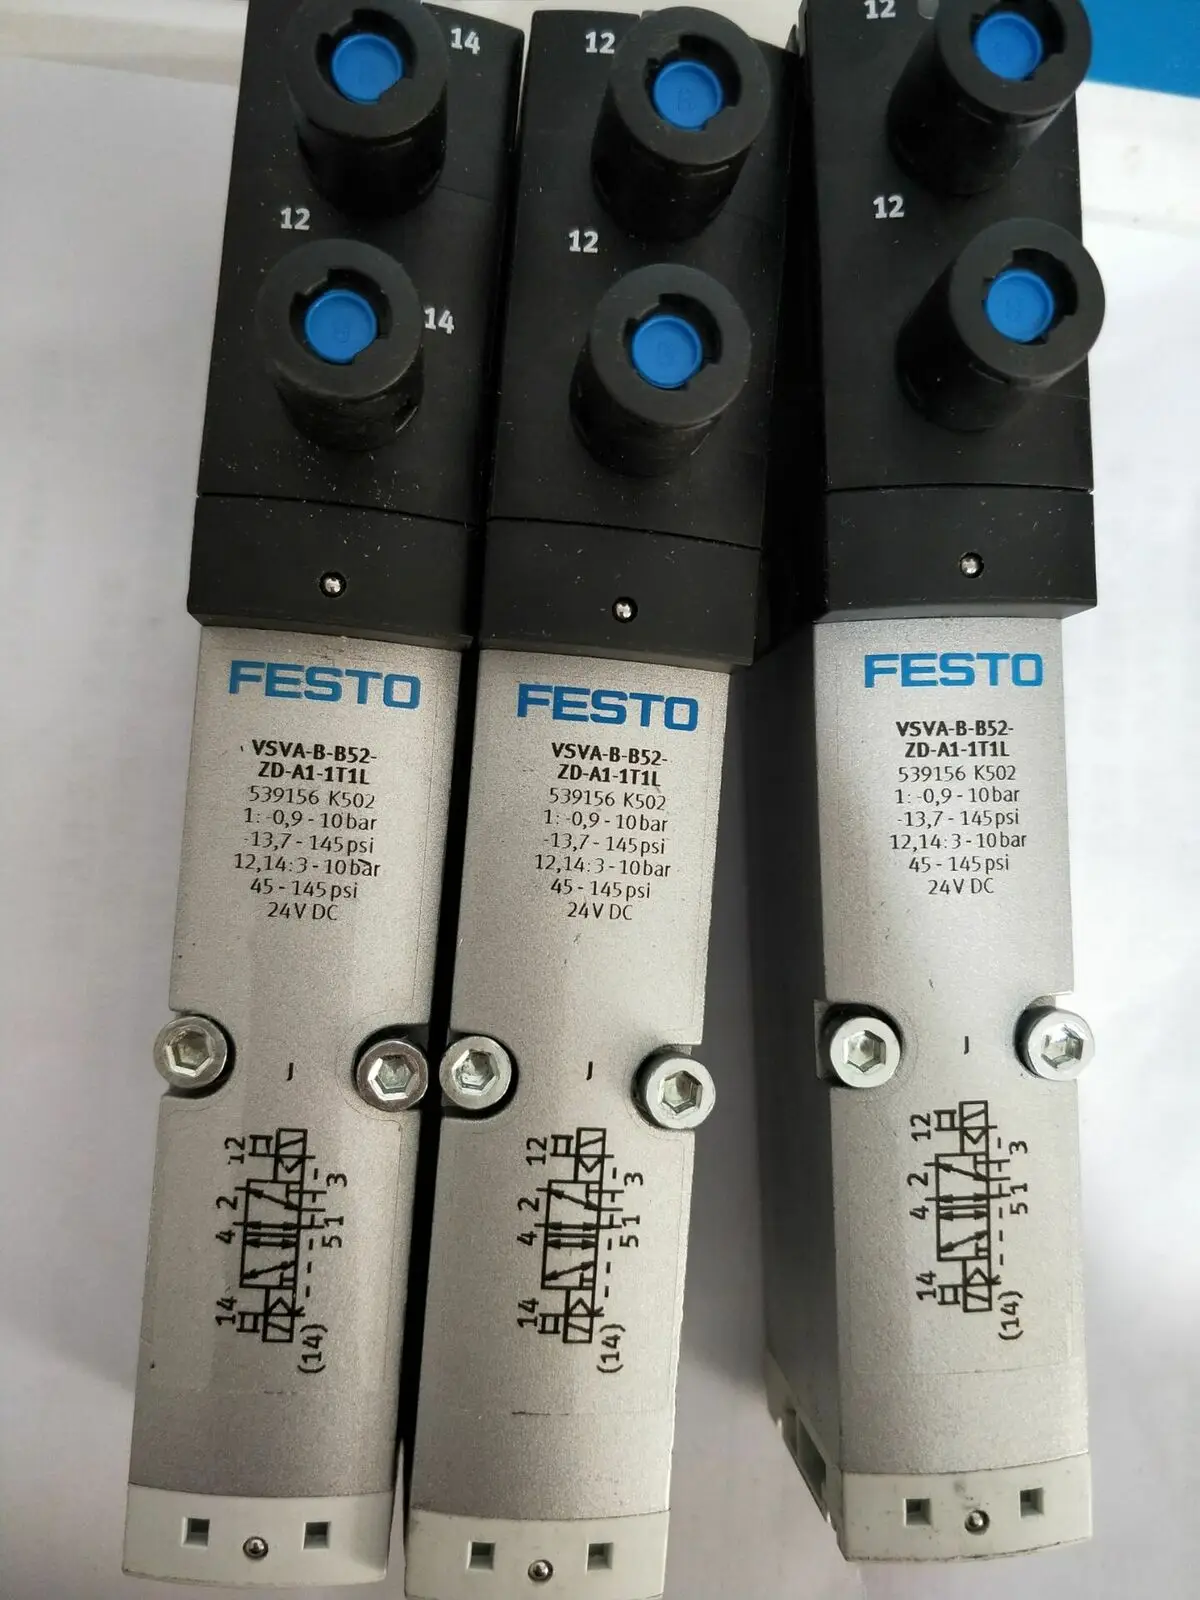 14
12
14
FESTO
VSVA-B-B52-
ZD-A1-1T1L
539156 K502
1: -0,9 - 10 bar
-13,7 - 145 psi
12,14: 3 - 10 bar
45 - 145 psi
24V DC
J
12
2
3
4
1
5
14
(14)
12
12
FESTO
VSVA-B-B52-
ZD-A1-1T1L
539156 K502
1: -0,9 - 10 bar
-13,7 - 145 psi
12,14: 3 - 10 bar
45 - 145 psi
24V DC
J
12
2
3
4
1
5
14
(14)
12
12
FESTO
VSVA-B-B52-
ZD-A1-1T1L
539156 K502
1: -0,9 - 10 bar
-13,7 - 145 psi
12,14: 3 - 10 bar
45 - 145 psi
24V DC
J
12
2
3
4
1
5
14
(14)